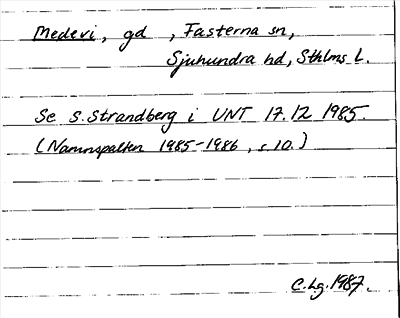 Medevi, gd , Fasterna sn,
Sjuhundra hd, Sthlms L.
Se S. Strandberg i UNT 17.12 1985.
(Namnspalten 1985-1986, s. 10.)
C.Lg. 1987.